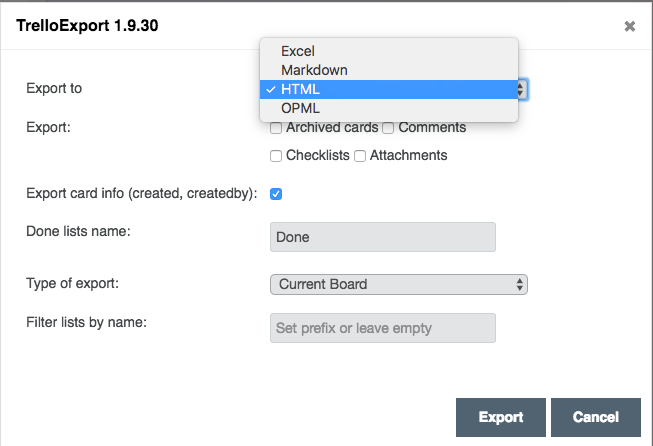 TrelloExport 1.9.30 ✖
Excel
Markdown
Export to ✓ HTML
OPML
Export: Archived cards Comments
Checklists Attachments
Export card info (created, createdby): ✓
Done lists name: Done
Type of export: Current Board
Filter lists by name: Set prefix or leave empty
Export Cancel